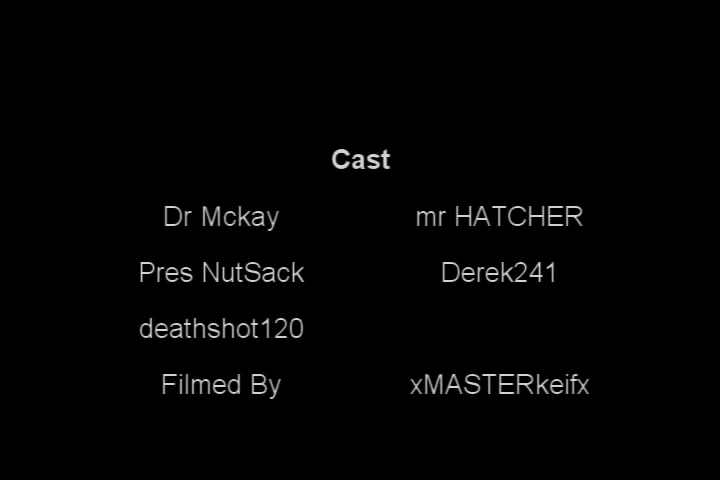 Cast
Dr Mckay mr HATCHER
Pres NutSack Derek241
deathshot120
Filmed By xMASTERkeifx